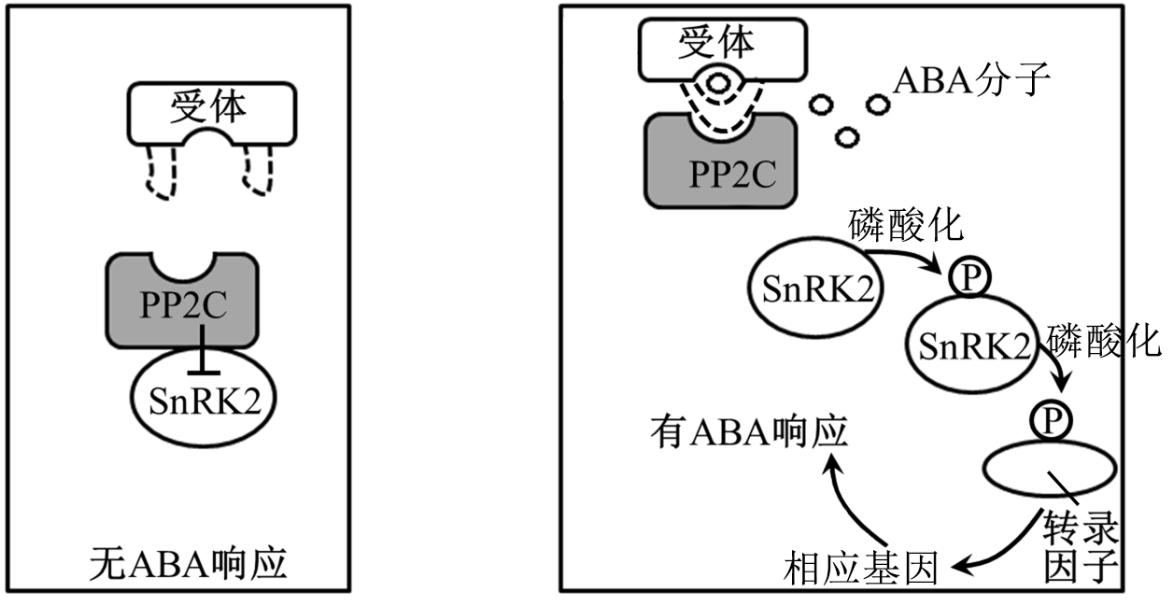 受体
PP2C
SnRK2
无ABA响应
受体
ABA分子
PP2C
磷酸化
SnRK2
P
SnRK2
磷酸化
P
有ABA响应
转录
因子
相应基因